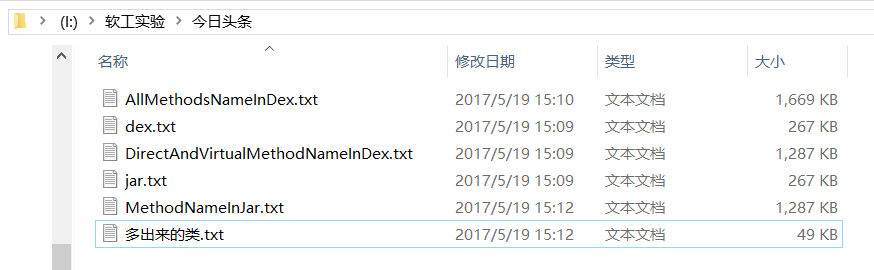 (I:) 软工实验 今日头条
名称 修改日期 类型 大小
AllMethodsNameInDex.txt 2017/5/19 15:10 文本文档 1,669 KB
dex.txt 2017/5/19 15:09 文本文档 267 KB
DirectAndVirtualMethodNameInDex.txt 2017/5/19 15:09 文本文档 1,287 KB
jar.txt 2017/5/19 15:09 文本文档 267 KB
MethodNameInJar.txt 2017/5/19 15:12 文本文档 1,287 KB
多出来的类.txt 2017/5/19 15:12 文本文档 49 KB